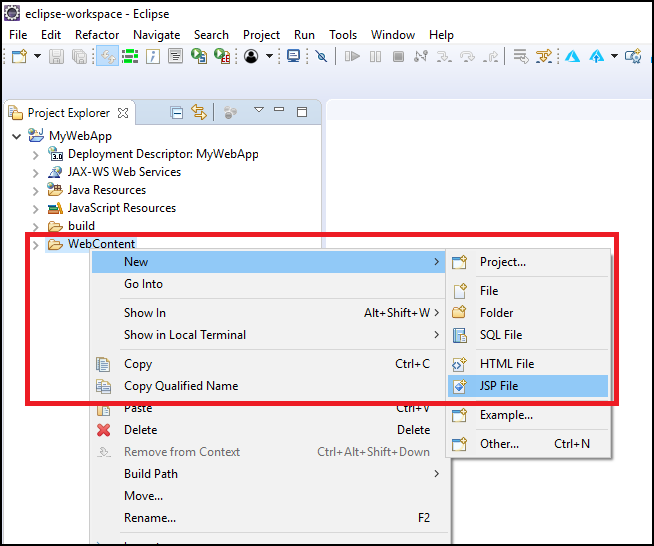 eclipse-workspace - Eclipse
File Edit Refactor Navigate Search Project Run Tools Window Help
Project Explorer
MyWebApp
3.0 Deployment Descriptor: MyWebApp
JAX-WS Web Services
Java Resources
JavaScript Resources
build
WebContent
New
Go Into
Show In Alt+Shift+W
Show in Local Terminal
Copy Ctrl+C
Copy Qualified Name
Paste Ctrl+V
Delete Delete
Remove from Context Ctrl+Alt+Shift+Down
Build Path
Move...
Rename... F2
Project...
File
Folder
SQL File
HTML File
JSP File
Example...
Other... Ctrl+N